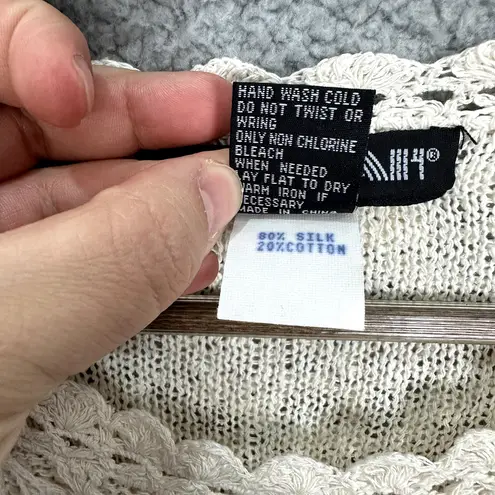 HAND WASH COLD
DO NOT TWIST OR
WRING
ONLY NON CHLORINE
BLEACH
WHEN NEEDED
LAY FLAT TO DRY
WARM IRON IF
NECESSARY
MADE IN CHINA
80% SILK
20%COTTON